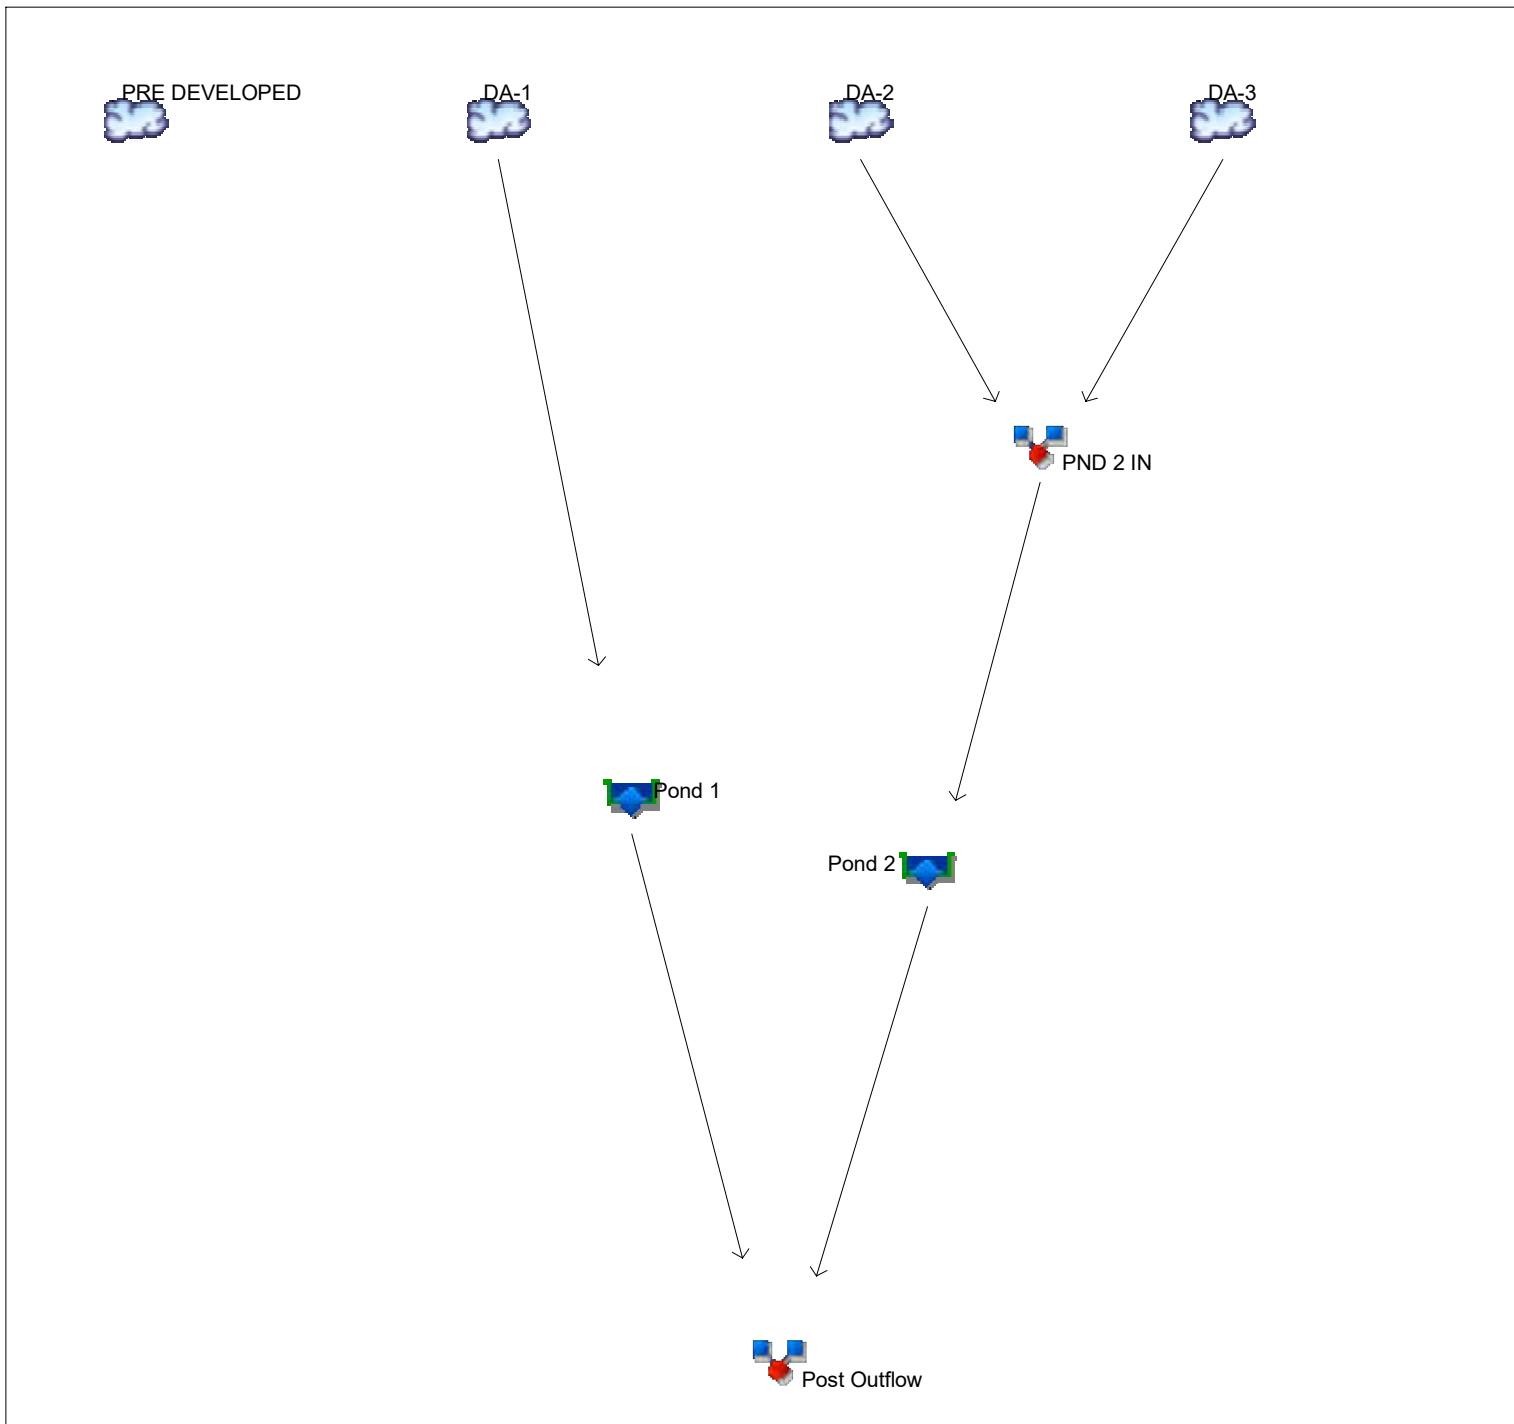 PRE DEVELOPED
DA-1
DA-2
DA-3
PND 2 IN
Pond 1
Pond 2
Post Outflow